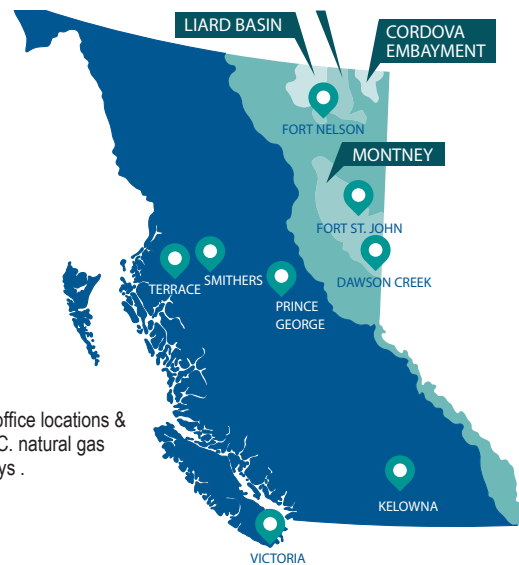 LIARD BASIN
CORDOVA
EMBAYMENT
FORT NELSON
MONTNEY
FORT ST. JOHN
DAWSON CREEK
TERRACE
SMITHERS
PRINCE
GEORGE
office locations &
C. natural gas
ys .
KELOWNA
VICTORIA